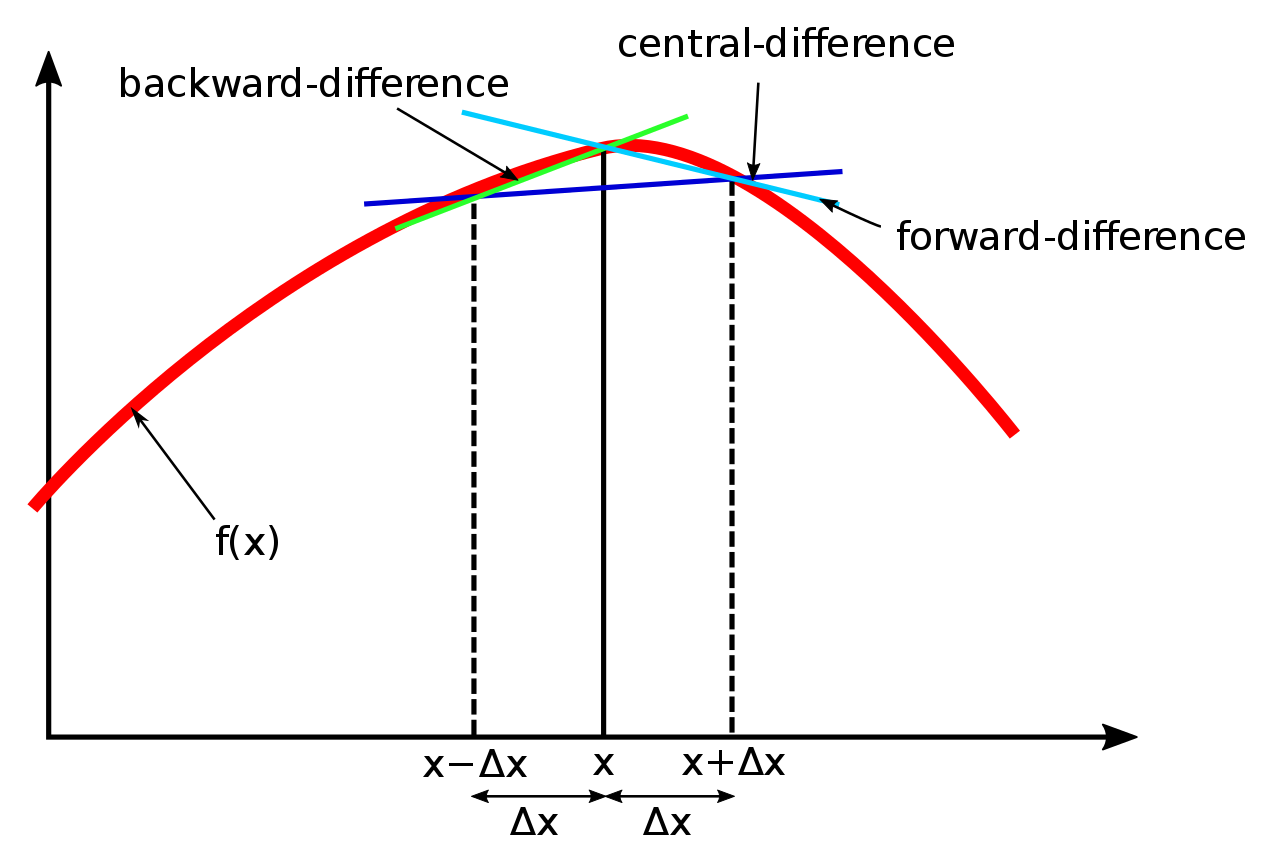 central-difference
backward-difference
forward-difference
f(x)
x−Δx x x+Δx
Δx Δx